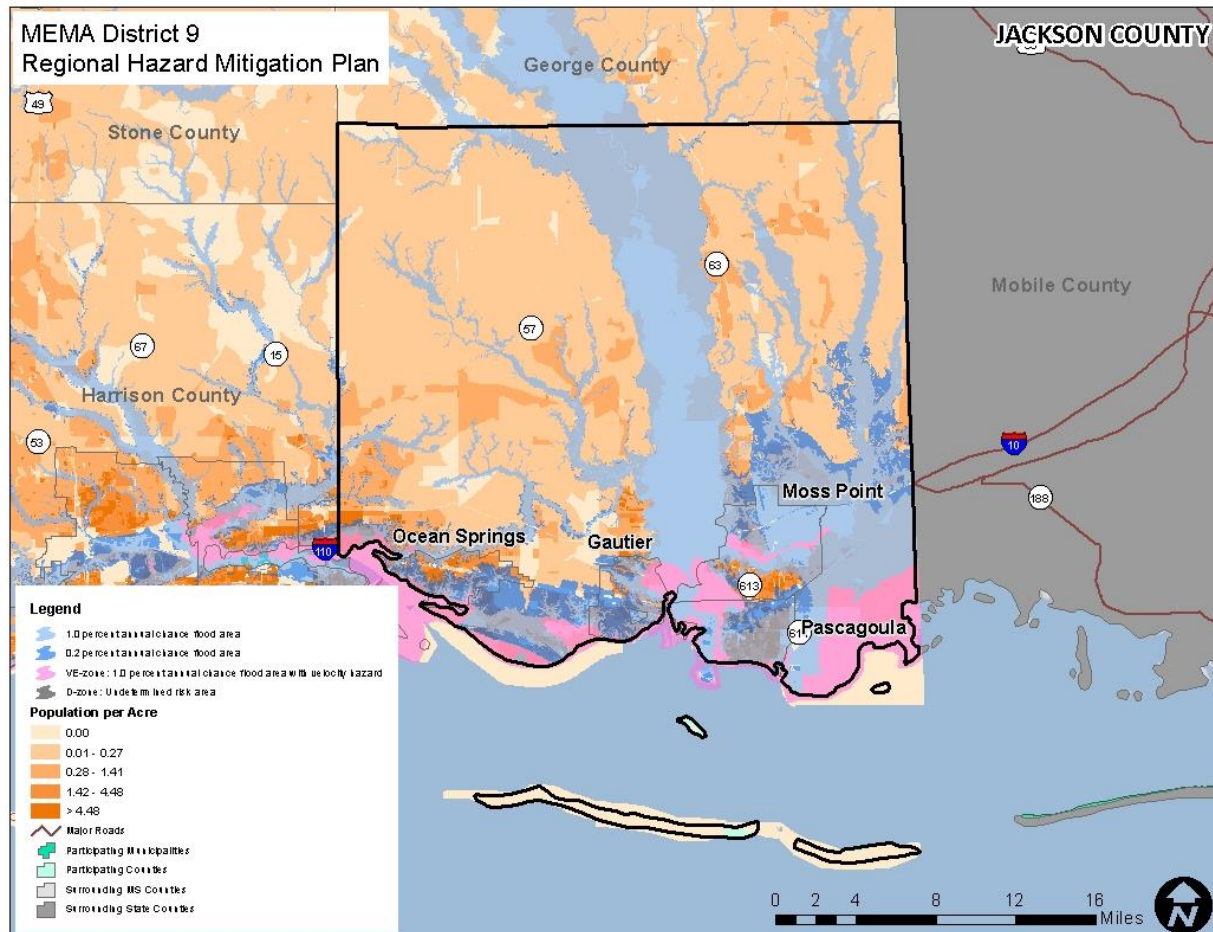 MEMA District 9
Regional Hazard Mitigation Plan
JACKSON COUNTY
George County
49
Stone County
63
Mobile County
57
67
15
Harrison County
53
10
188
Moss Point
Ocean Springs
Gautier
110
613
Pascagoula
Legend
1.0 percent annual chance flood area
0.2 percent annual chance flood area
VE-zone: 1.0 percent annual chance flood area with velocity hazard
D-zone: Undetermined risk area
Population per Acre
0.00
0.01 - 0.27
0.28 - 1.41
1.42 - 4.48
> 4.48
Major Roads
Participating Municipalities
Participating Counties
Surrounding MS Counties
Surrounding State Counties
0 2 4 8 12 16
Miles
N